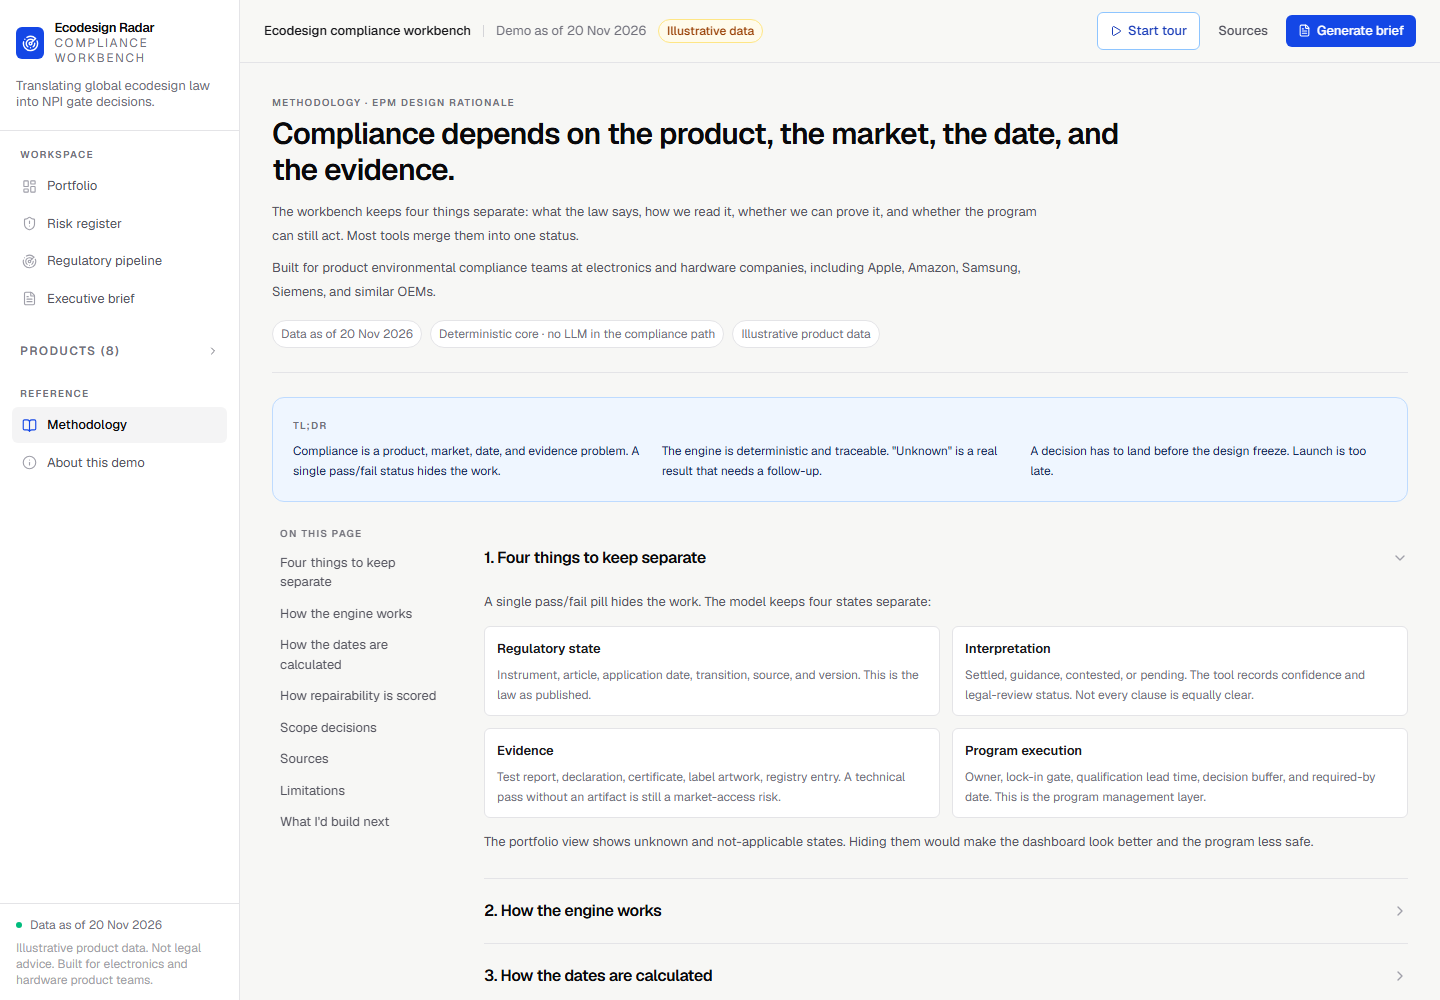 Ecodesign Radar
COMPLIANCE
WORKBENCH
Translating global ecodesign law
into NPI gate decisions.
WORKSPACE
Portfolio
Risk register
Regulatory pipeline
Executive brief
PRODUCTS (8)
REFERENCE
Methodology
About this demo
Data as of 20 Nov 2026
Illustrative product data. Not legal
advice. Built for electronics and
hardware product teams.
Ecodesign compliance workbench
Demo as of 20 Nov 2026
Illustrative data
Start tour
Sources
Generate brief
METHODOLOGY · EPM DESIGN RATIONALE
Compliance depends on the product, the market, the date, and
the evidence.
The workbench keeps four things separate: what the law says, how we read it, whether we can prove it, and whether the program
can still act. Most tools merge them into one status.
Built for product environmental compliance teams at electronics and hardware companies, including Apple, Amazon, Samsung,
Siemens, and similar OEMs.
Data as of 20 Nov 2026
Deterministic core · no LLM in the compliance path
Illustrative product data
TL;DR
Compliance is a product, market, date, and evidence problem. A
single pass/fail status hides the work.
The engine is deterministic and traceable. "Unknown" is a real
result that needs a follow-up.
A decision has to land before the design freeze. Launch is too
late.
ON THIS PAGE
Four things to keep
separate
How the engine works
How the dates are
calculated
How repairability is scored
Scope decisions
Sources
Limitations
What I'd build next
1. Four things to keep separate
A single pass/fail pill hides the work. The model keeps four states separate:
Regulatory state
Instrument, article, application date, transition, source, and version. This is the
law as published.
Interpretation
Settled, guidance, contested, or pending. The tool records confidence and
legal-review status. Not every clause is equally clear.
Evidence
Test report, declaration, certificate, label artwork, registry entry. A technical
pass without an artifact is still a market-access risk.
Program execution
Owner, lock-in gate, qualification lead time, decision buffer, and required-by
date. This is the program management layer.
The portfolio view shows unknown and not-applicable states. Hiding them would make the dashboard look better and the program less safe.
2. How the engine works
3. How the dates are calculated